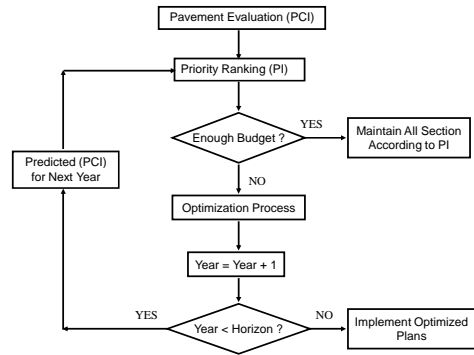 Pavement Evaluation (PCI)
Priority Ranking (PI)
Enough Budget ?
YES
Maintain All Section
According to PI
Predicted (PCI)
for Next Year
NO
Optimization Process
Year = Year + 1
YES
Year < Horizon ?
NO
Implement Optimized
Plans